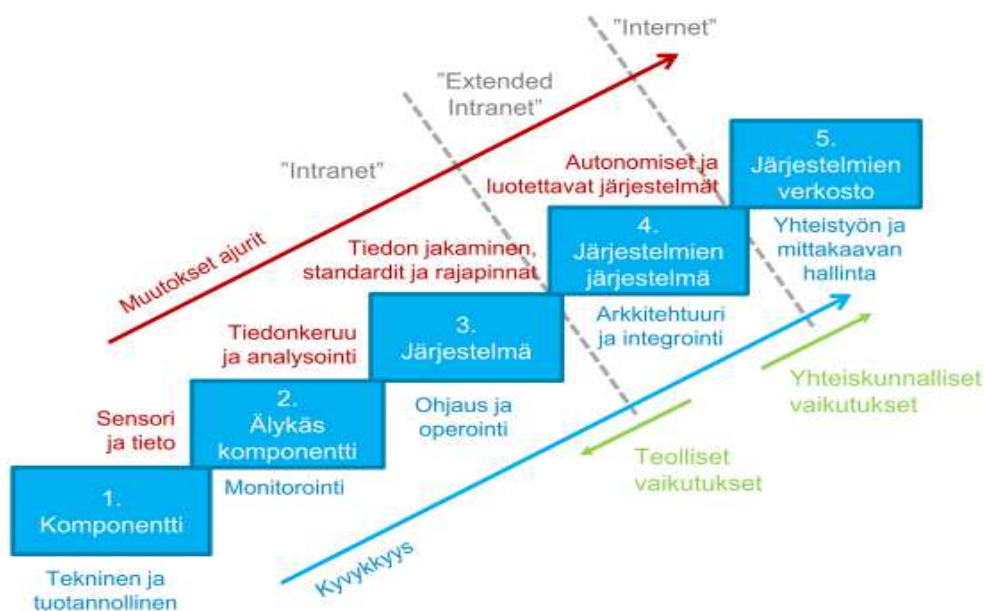 "Internet"
"Extended
Intranet"
"Intranet"
Muutokset ajurit
5.
Järjestelmien
verkosto
Autonomiset ja
luotettavat järjestelmät
Yhteistyön ja
mittakaavan
hallinta
4.
Järjestelmien
järjestelmä
Tiedon jakaminen,
standardit ja rajapinnat
Arkkitehtuuri
ja integrointi
3.
Järjestelmä
Tiedonkeruu
ja analysointi
Ohjaus ja
operointi
2.
Älykäs
komponentti
Sensori
ja tieto
Monitorointi
1.
Komponentti
Tekninen ja
tuotannollinen
Kyvykkyys
Yhteiskunnalliset
vaikutukset
Teolliset
vaikutukset